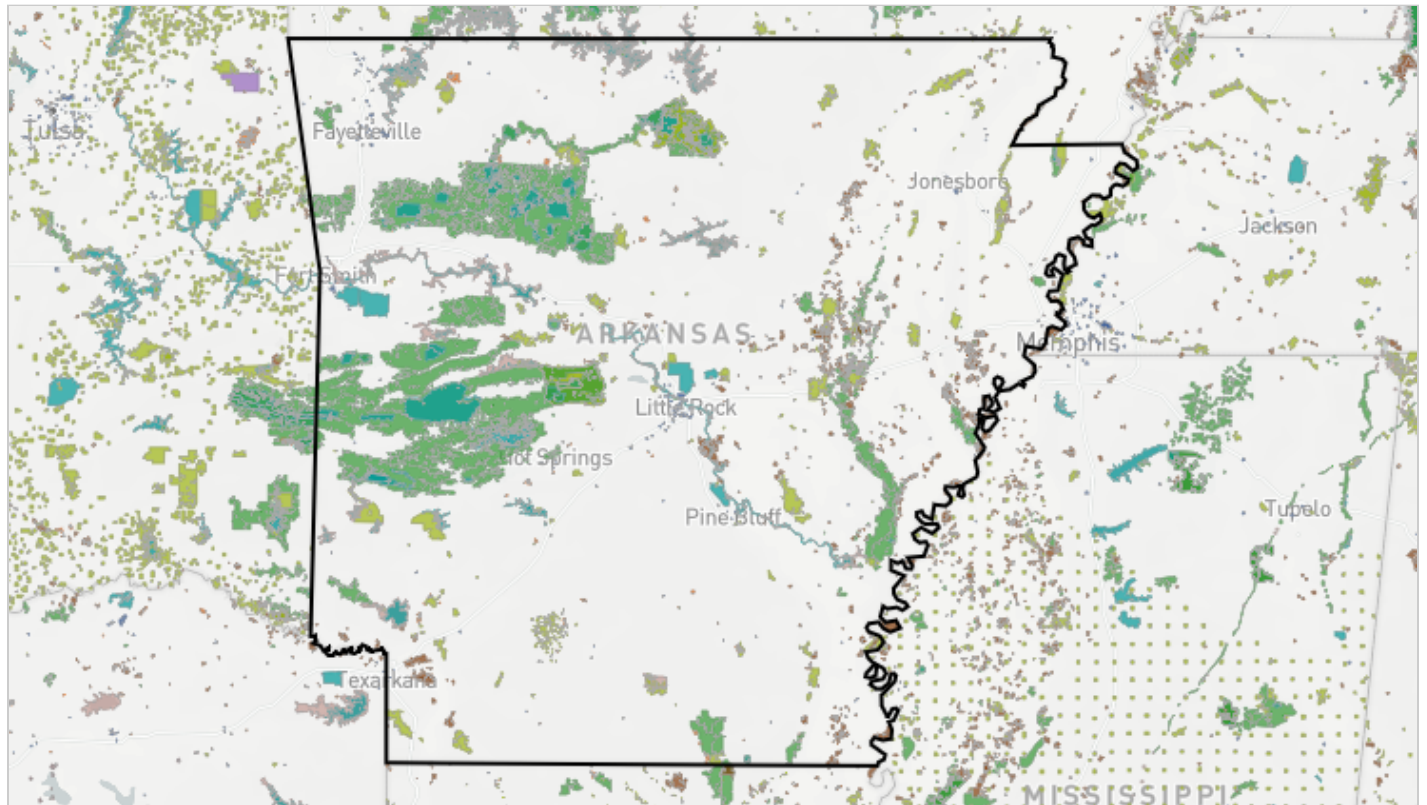 Tulsa
Fayetteville
Jonesboro
Jackson
Fort Smith
ARKANSAS
Memphis
Little Rock
Hot Springs
Pine Bluff
Tupelo
Texarkana
MISSISSIPPI